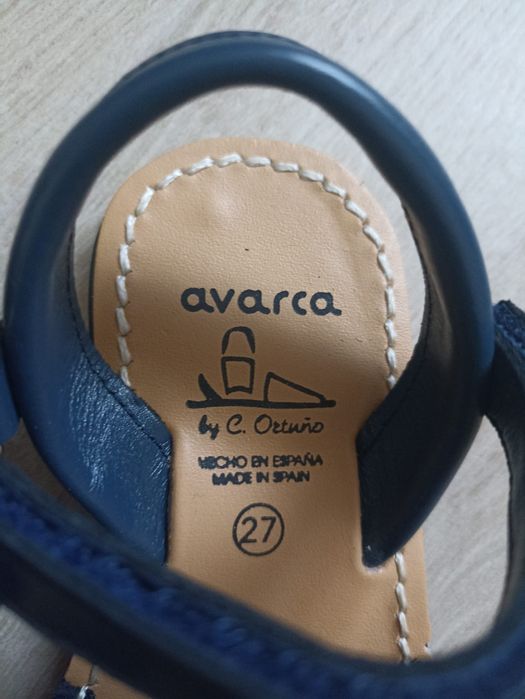 avarca
by C. Ortuño
HECHO EN ESPAÑA
MADE IN SPAIN
27